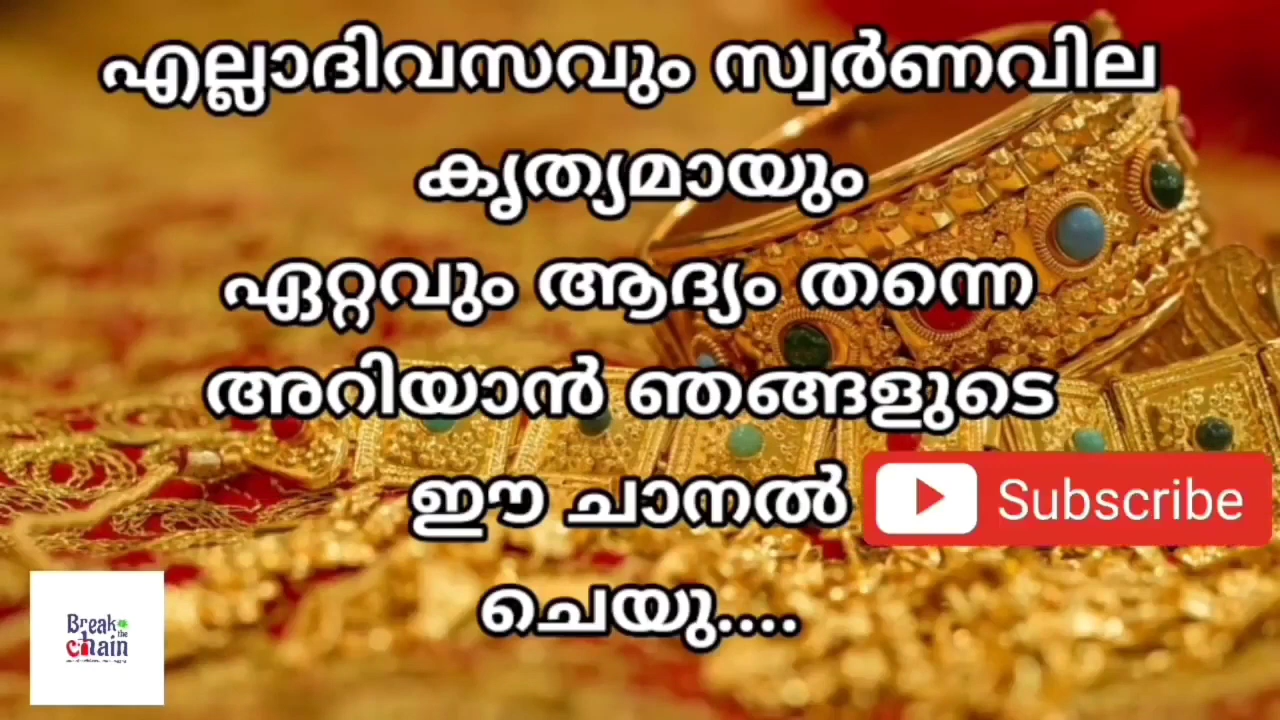 എല്ലാദിവസവും സ്വർണവില
കൃത്യമായും
ഏറ്റവും ആദ്യം തന്നെ
അറിയാൻ ഞങ്ങളുടെ
ഈ ചാനൽ Subscribe
ചെയു....
Break
the
chain